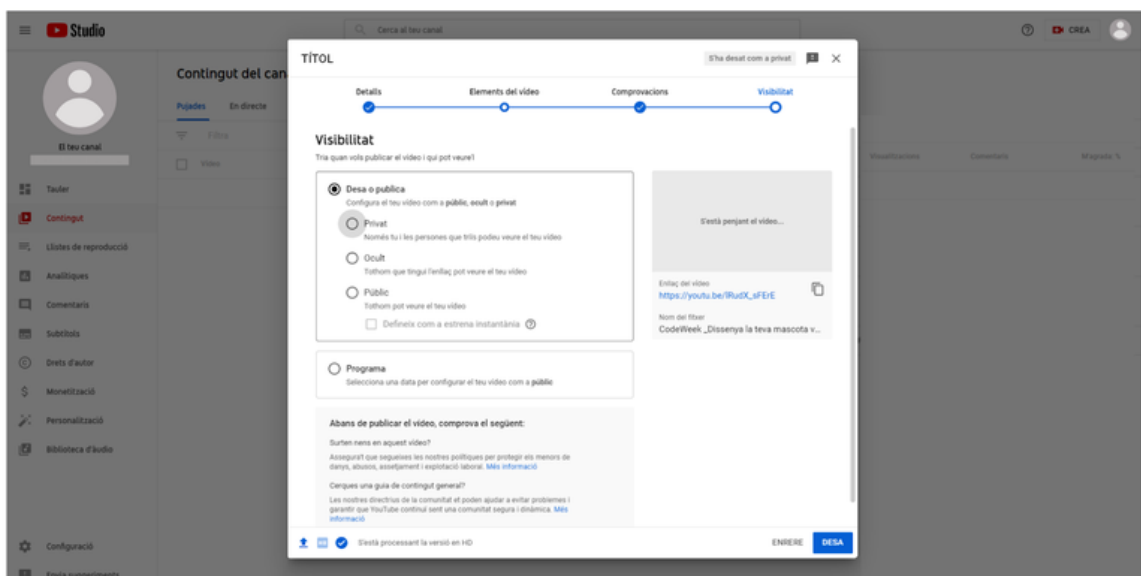 Studio
Cerca al teu canal
CREA
El teu canal
Tauler
Contingut
Llistes de reproducció
Analítiques
Comentaris
Subtítols
Drets d'autor
Monetització
Personalització
Biblioteca d'àudio
Configuració
Envia suggeriments
Contingut del can
Pujades En directe
Filtra
Vídeo
Visualitzacions Comentaris M'agrada %
TÍTOL
S'ha desat com a privat
Detalls Elements del vídeo Comprovacions Visibilitat
Visibilitat
Tria quan vols publicar el vídeo i qui pot veure'l
Desa o publica
Configura el teu vídeo com a públic, ocult o privat
Privat
Només tu i les persones que triïs podeu veure el teu vídeo
Ocult
Tothom que tingui l'enllaç pot veure el teu vídeo
Públic
Tothom pot veure el teu vídeo
Defineix com a estrena instantània
Programa
Selecciona una data per configurar el teu vídeo com a públic
Abans de publicar el vídeo, comprova el següent:
Surten nens en aquest vídeo?
Assegura't que segueixes les nostres polítiques per protegir els menors de
danys, abusos, assetjament i explotació laboral. Més informació
Cerques una guia de contingut general?
Les nostres directrius de la comunitat et poden ajudar a evitar problemes i
garantir que YouTube continuï sent una comunitat segura i dinàmica. Més
informació
S'està penjant el vídeo...
Enllaç del vídeo
https://youtu.be/lRudX_sFErE
Nom del fitxer
CodeWeek _Dissenya la teva mascota v...
S'està processant la versió en HD
ENRERE DESA